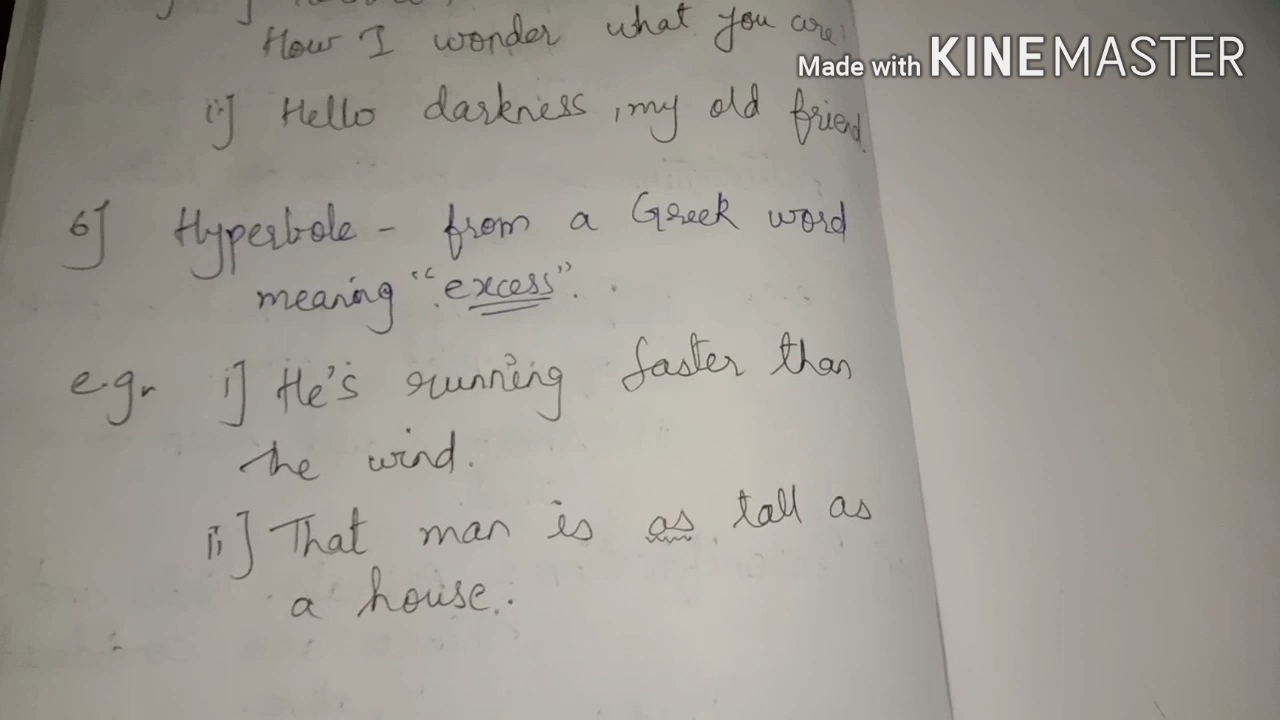 How I wonder what you are,
Made with KINEMASTER
ii] Hello darkness, my old friend
6] Hyperbole - from a Greek word
meaning "excess".
e.g. i] He's running faster than
the wind.
ii] That man is as tall as
a house.